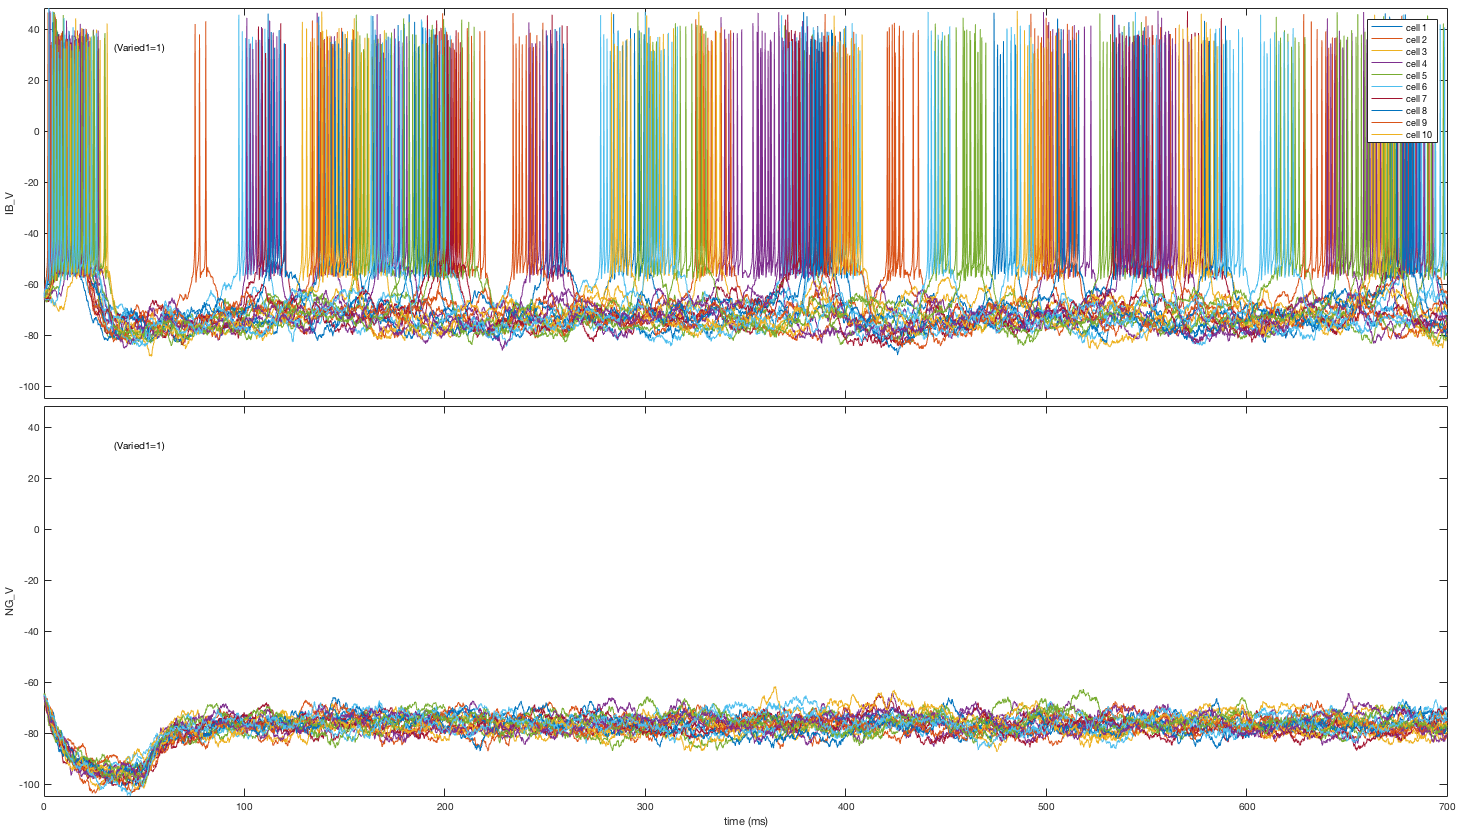 40
20
0
-20
-40
-60
-80
-100
IB_V
(Varied1=1)
cell 1
cell 2
cell 3
cell 4
cell 5
cell 6
cell 7
cell 8
cell 9
cell 10
40
20
0
-20
-40
-60
-80
-100
NG_V
(Varied1=1)
0 100 200 300 400 500 600 700
time (ms)